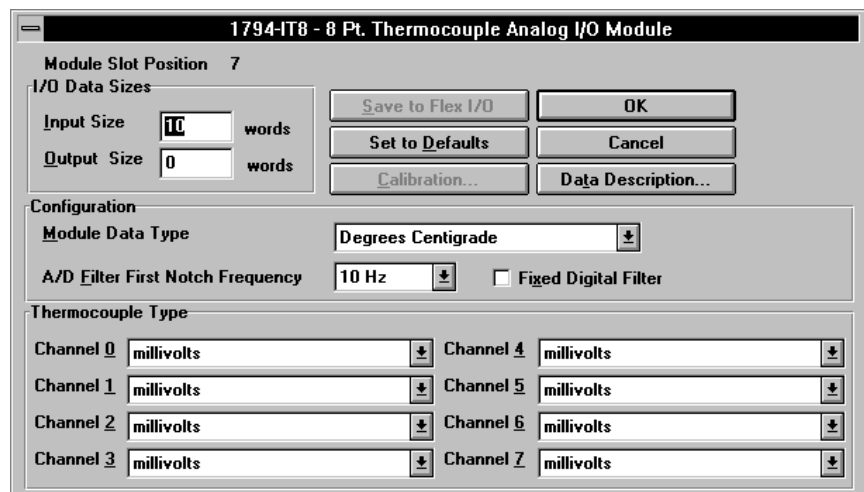 1794-IT8 - 8 Pt. Thermocouple Analog I/O Module
Module Slot Position 7
I/O Data Sizes
Input Size 10 words
Output Size 0 words
Save to Flex I/O
OK
Set to Defaults
Cancel
Calibration...
Data Description...
Configuration
Module Data Type Degrees Centigrade
A/D Filter First Notch Frequency 10 Hz Fixed Digital Filter
Thermocouple Type
Channel 0 millivolts Channel 4 millivolts
Channel 1 millivolts Channel 5 millivolts
Channel 2 millivolts Channel 6 millivolts
Channel 3 millivolts Channel 7 millivolts